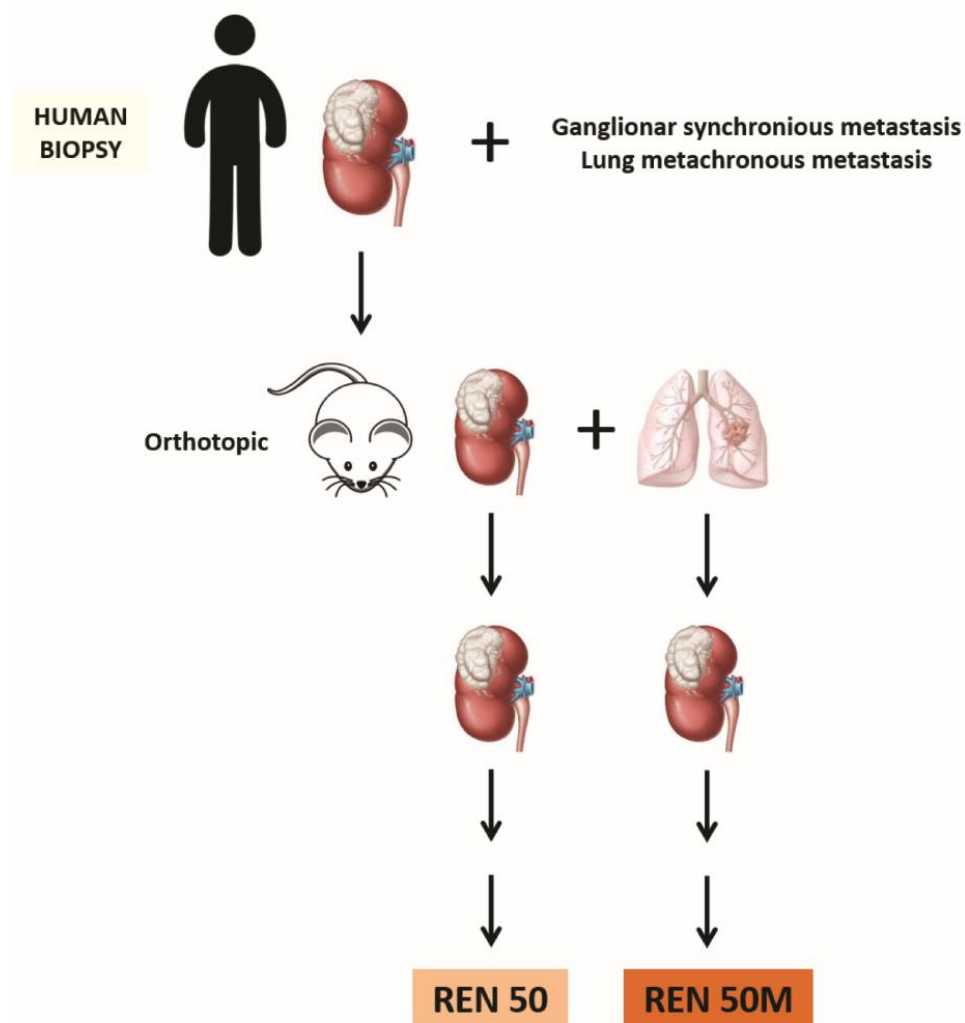 HUMAN
BIOPSY
Ganglionar synchronious metastasis
Lung metachronous metastasis
Orthotopic
REN 50
REN 50M